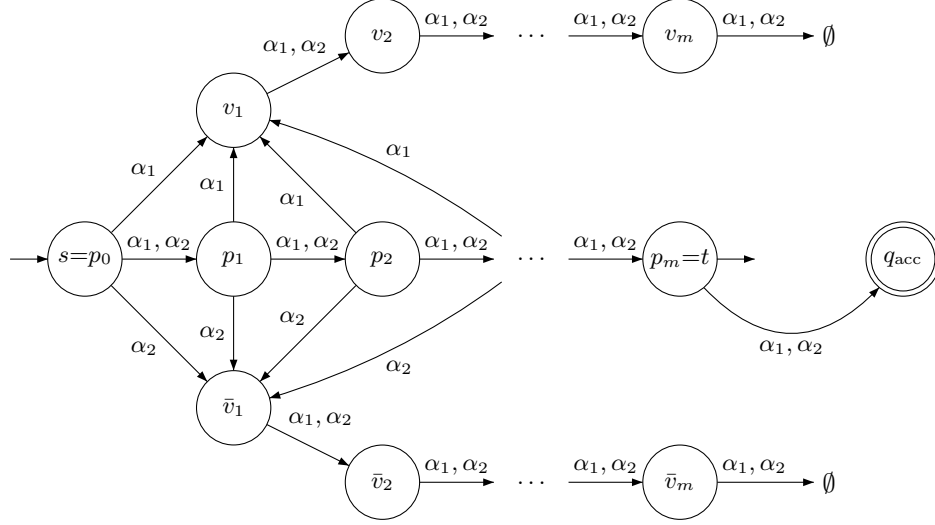 α₁, α₂ α₁, α₂ α₁, α₂
v₂ ⋯ vₘ ∅
α₁, α₂
v₁
α₁
α₁ α₁ α₁
α₁, α₂ α₁, α₂ α₁, α₂ α₁, α₂
s=p₀ p₁ p₂ ⋯ pₘ=t q_acc
α₂ α₂ α₂
α₁, α₂
α₂
v̄₁
α₁, α₂
α₁, α₂ α₁, α₂ α₁, α₂
v̄₂ ⋯ v̄ₘ ∅